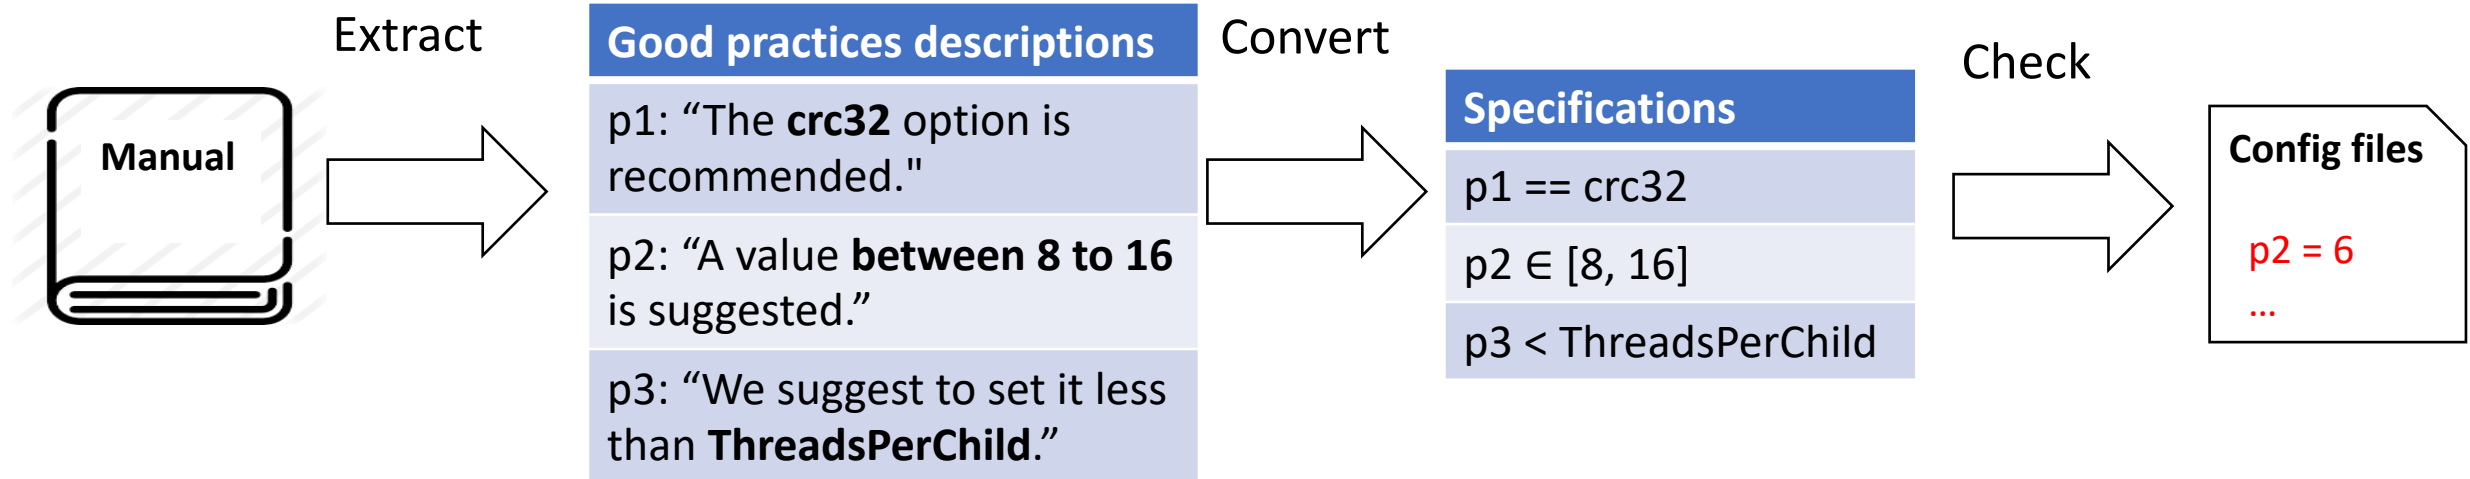 Extract
Manual
Good practices descriptions
p1: “The crc32 option is
recommended."
p2: “A value between 8 to 16
is suggested.”
p3: “We suggest to set it less
than ThreadsPerChild.”
Convert
Specifications
p1 == crc32
p2 ∈ [8, 16]
p3 < ThreadsPerChild
Check
Config files
p2 = 6
...